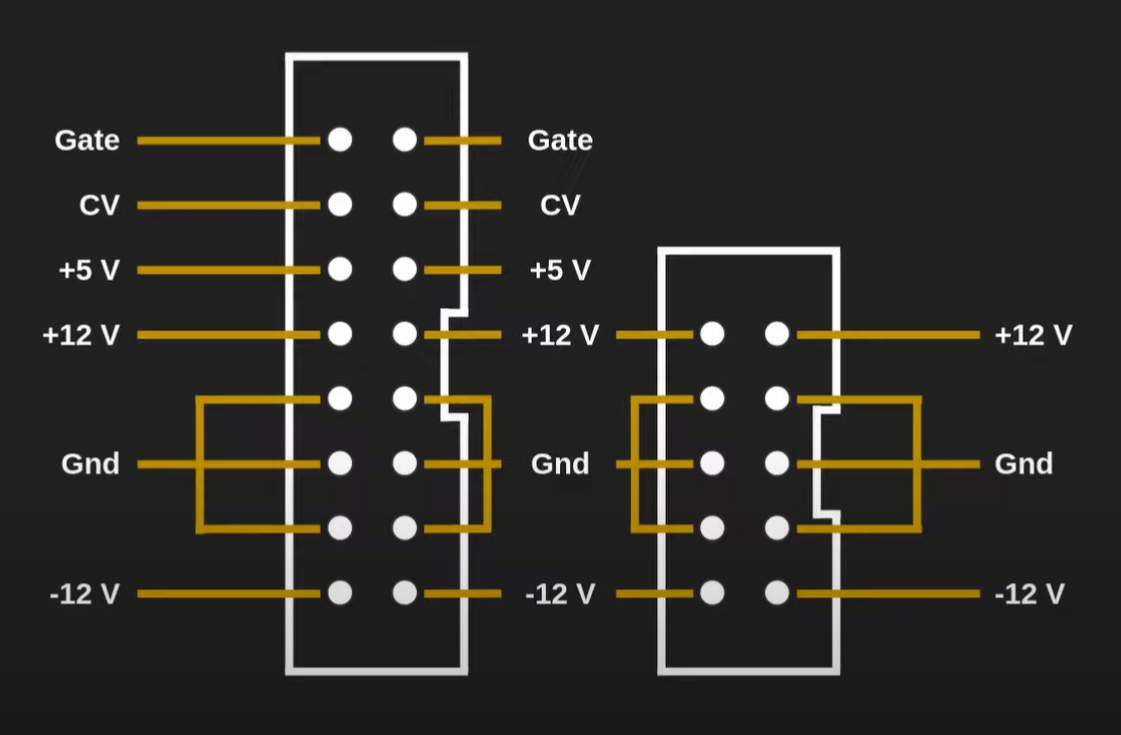 Gate Gate
CV CV
+5 V +5 V
+12 V +12 V +12 V
Gnd Gnd Gnd
-12 V -12 V -12 V